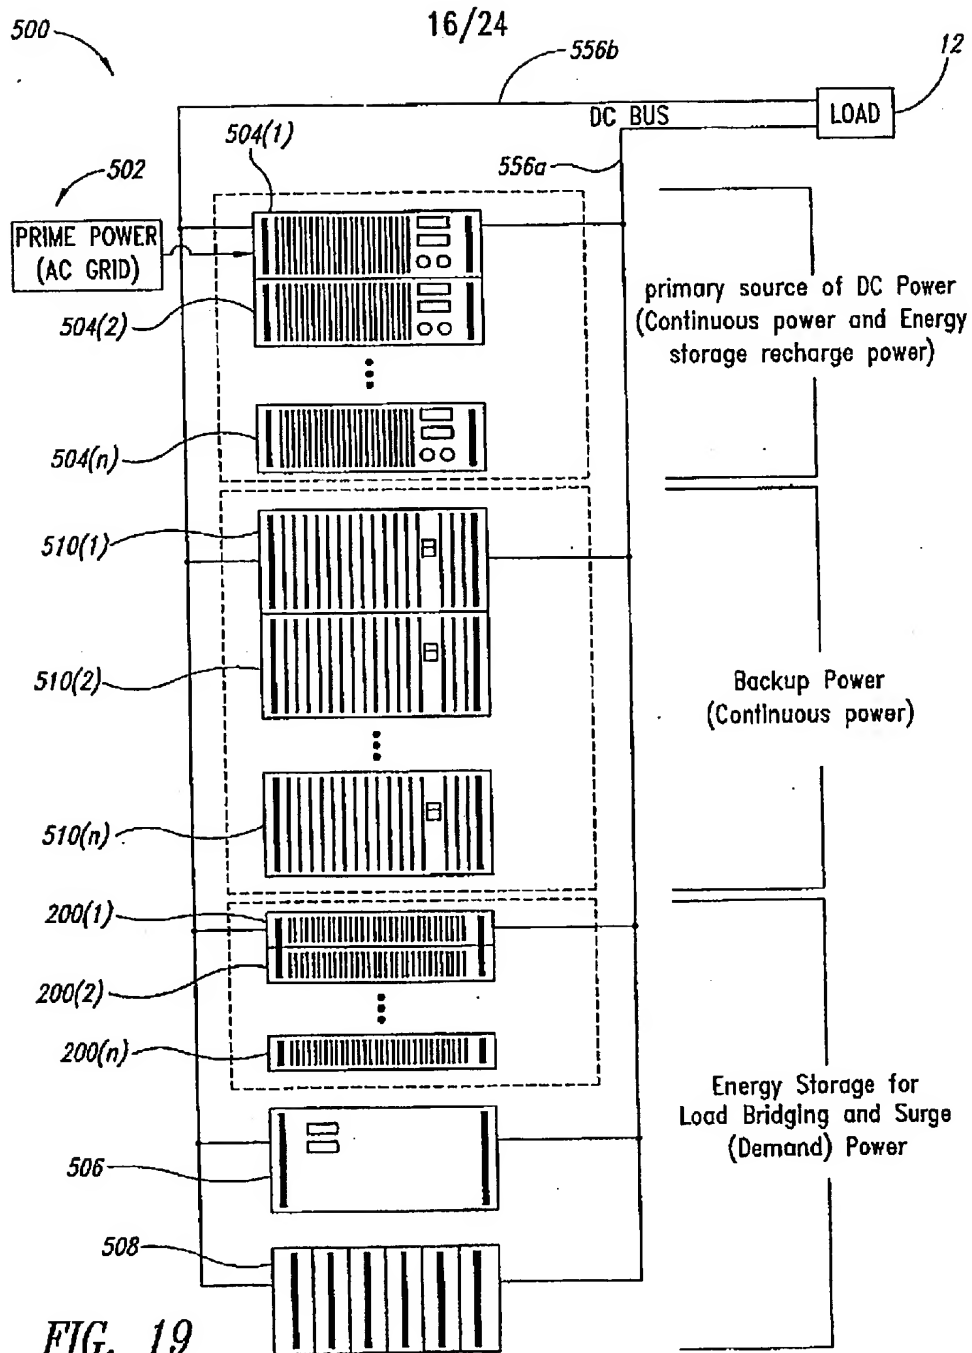 16/24
500
556b
12
DC BUS
LOAD
504(1)
556a
502
PRIME POWER
(AC GRID)
504(2)
primary source of DC Power
(Continuous power and Energy
storage recharge power)
504(n)
510(1)
510(2)
Backup Power
(Continuous power)
510(n)
200(1)
200(2)
200(n)
Energy Storage for
Load Bridging and Surge
(Demand) Power
506
508
FIG. 19